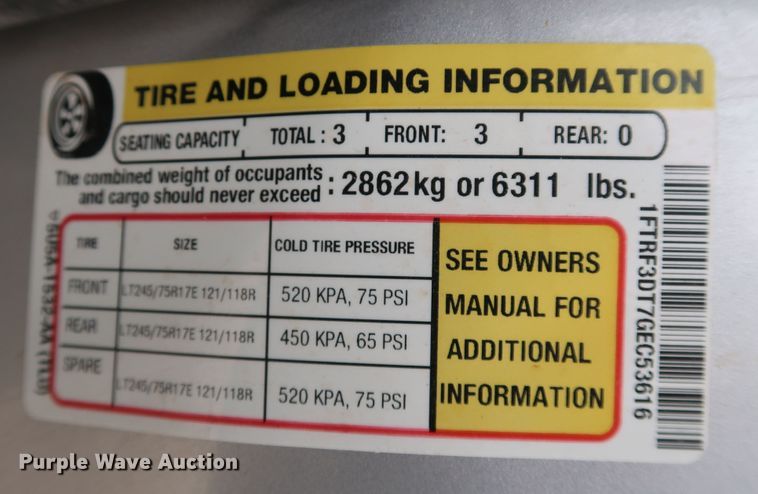 TIRE AND LOADING INFORMATION
SEATING CAPACITY TOTAL : 3 FRONT: 3 REAR: 0
The combined weight of occupants
and cargo should never exceed : 2862kg or 6311 lbs.
TIRE SIZE COLD TIRE PRESSURE
FRONT LT245/75R17E 121/118R 520 KPA, 75 PSI
REAR LT245/75R17E 121/118R 450 KPA, 65 PSI
SPARE LT245/75R17E 121/118R 520 KPA, 75 PSI
SEE OWNERS
MANUAL FOR
ADDITIONAL
INFORMATION
1FTRF3DT7GEC53616
Purple Wave Auction